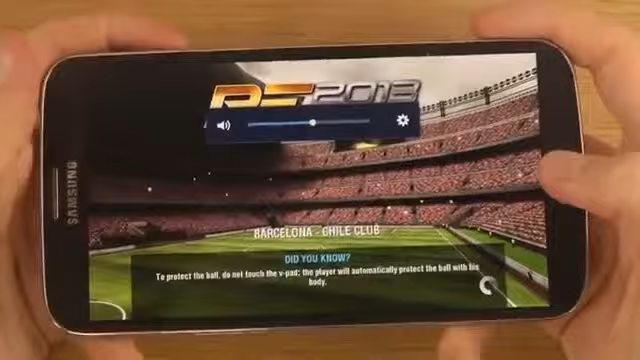 PES2013
SAMSUNG
BARCELONA - CHILE CLUB
DID YOU KNOW?
To protect the ball, do not touch the v-pad; the player will automatically protect the ball with his
body.